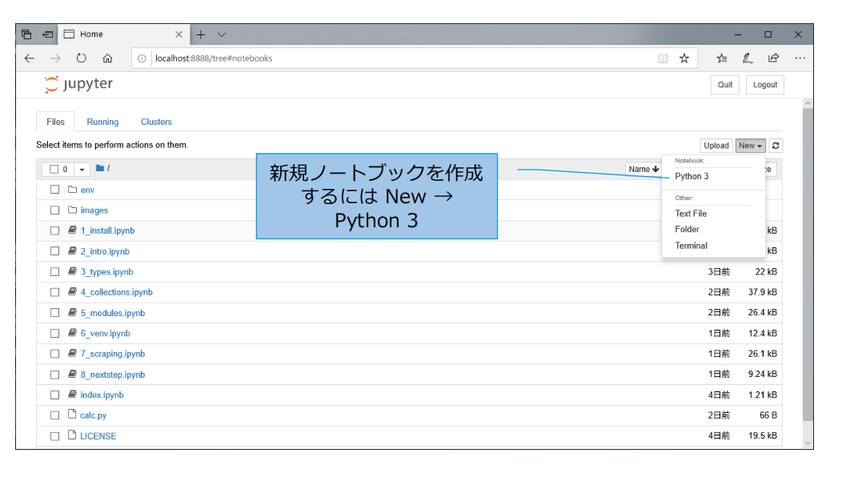 Home
localhost:8888/tree#notebooks
jupyter
Quit Logout
Files Running Clusters
Select items to perform actions on them.
Upload New
0 / Name
Notebook:
Python 3
Other:
Text File
Folder
Terminal
新規ノートブックを作成
するには New →
Python 3
env
images
1_install.ipynb kB
2_intro.ipynb kB
3_types.ipynb 3日前 22 kB
4_collections.ipynb 2日前 37.9 kB
5_modules.ipynb 2日前 26.4 kB
6_venv.ipynb 1日前 12.4 kB
7_scraping.ipynb 1日前 26.1 kB
8_nextstep.ipynb 1日前 9.24 kB
index.ipynb 4日前 1.21 kB
calc.py 2日前 66 B
LICENSE 4日前 19.5 kB